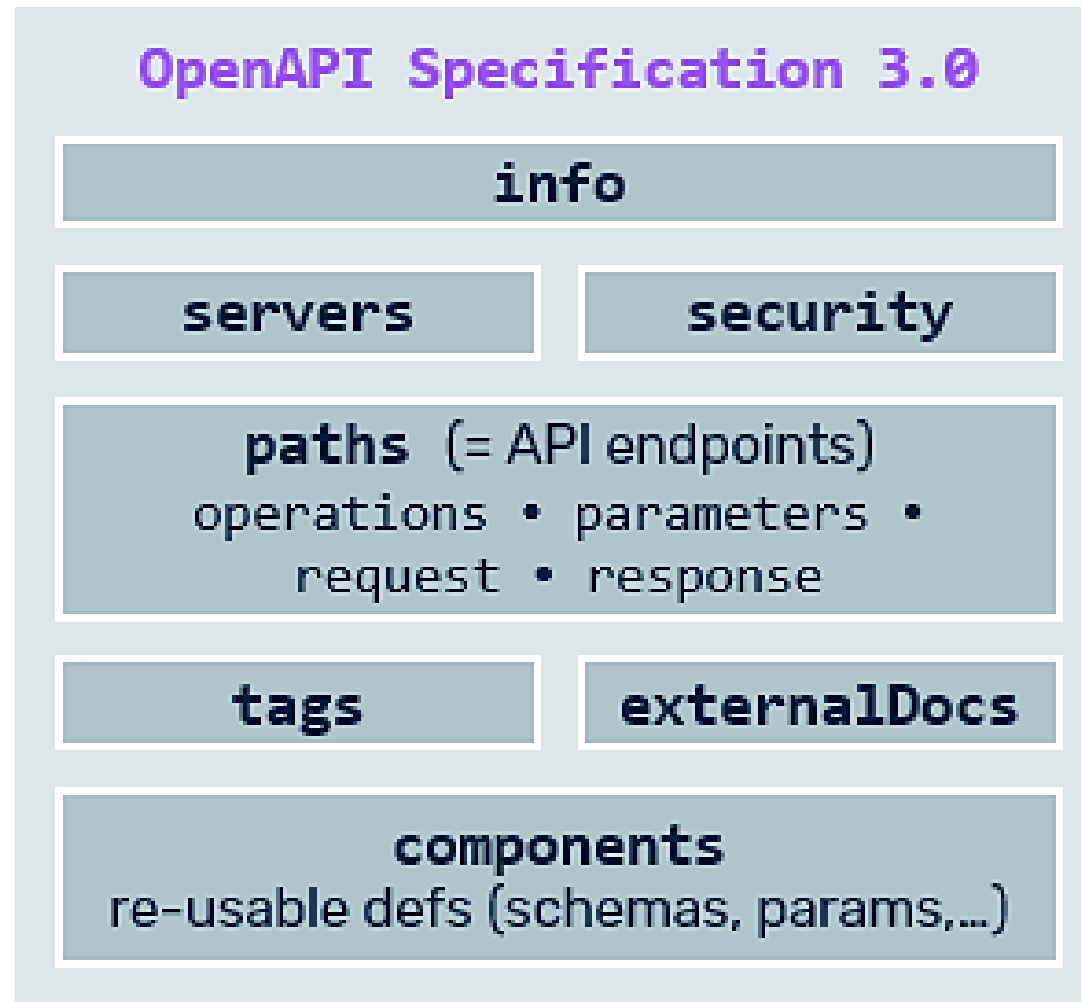 OpenAPI Specification 3.0
info
servers
security
paths (= API endpoints)
operations • parameters •
request • response
tags
externalDocs
components
re-usable defs (schemas, params,…)